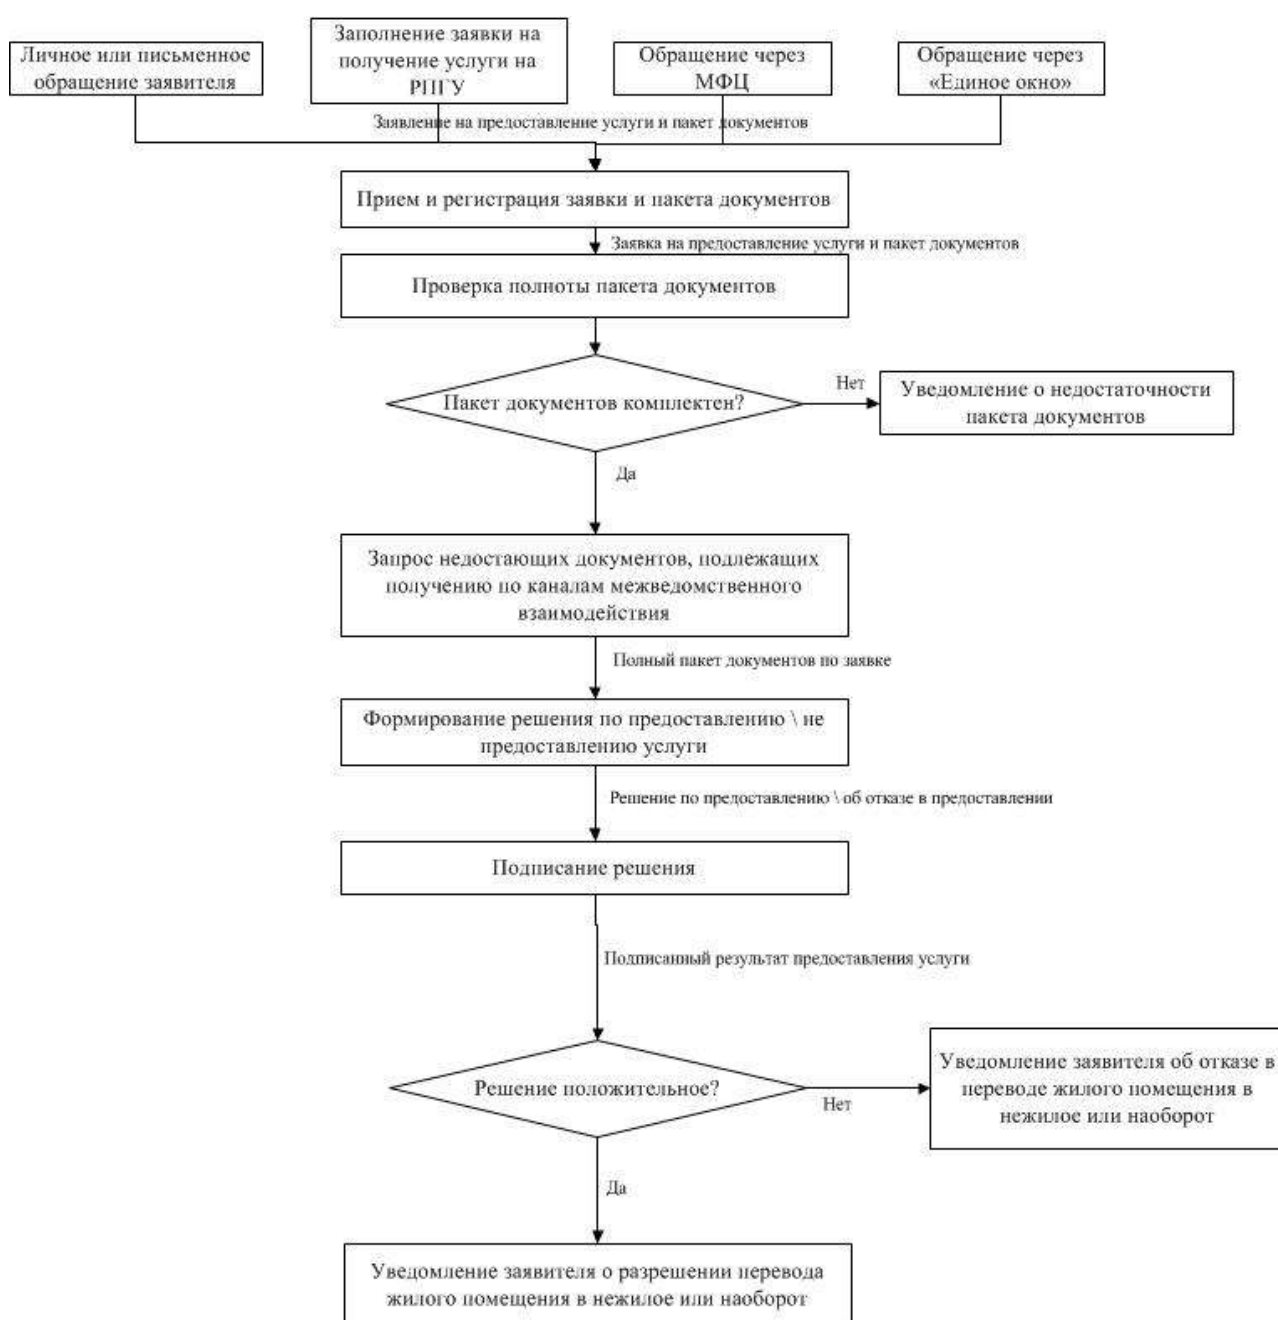 Личное или письменное
обращение заявителя
Заполнение заявки на
получение услуги на
РПГУ
Обращение через
МФЦ
Обращение через
«Единое окно»
Заявление на предоставление услуги и пакет документов
Прием и регистрация заявки и пакета документов
Заявка на предоставление услуги и пакет документов
Проверка полноты пакета документов
Пакет документов комплектен?
Нет
Уведомление о недостаточности
пакета документов
Да
Запрос недостающих документов, подлежащих
получению по каналам межведомственного
взаимодействия
Полный пакет документов по заявке
Формирование решения по предоставлению \ не
предоставлению услуги
Решение по предоставлению \ об отказе в предоставлении
Подписание решения
Подписанный результат предоставления услуги
Решение положительное?
Нет
Уведомление заявителя об отказе в
переводе жилого помещения в
нежилое или наоборот
Да
Уведомление заявителя о разрешении перевода
жилого помещения в нежилое или наоборот